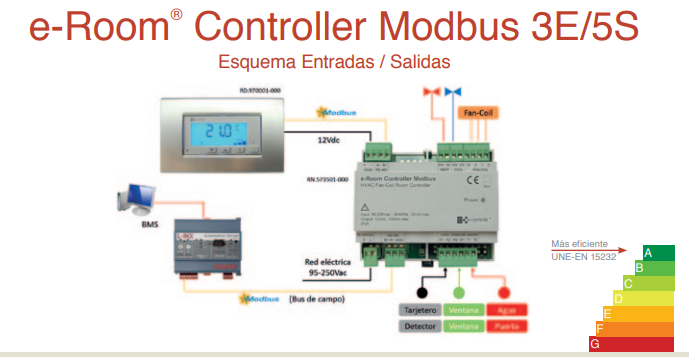 e-Room® Controller Modbus 3E/5S
Esquema Entradas / Salidas
RD.970001-000
Modbus
12Vdc
Fan-Coil
21.0°
RN.573501-000
e-Room Controller Modbus
HVAC/Fan-Coil Room Controller
CE
Power
BMS
Red eléctrica
95-250Vac
Modbus
(Bus de campo)
Tarjetero
Ventana
Agua
Detector
Ventana
Puerta
Más eficiente
UNE-EN 15232
A
B
C
D
E
F
G